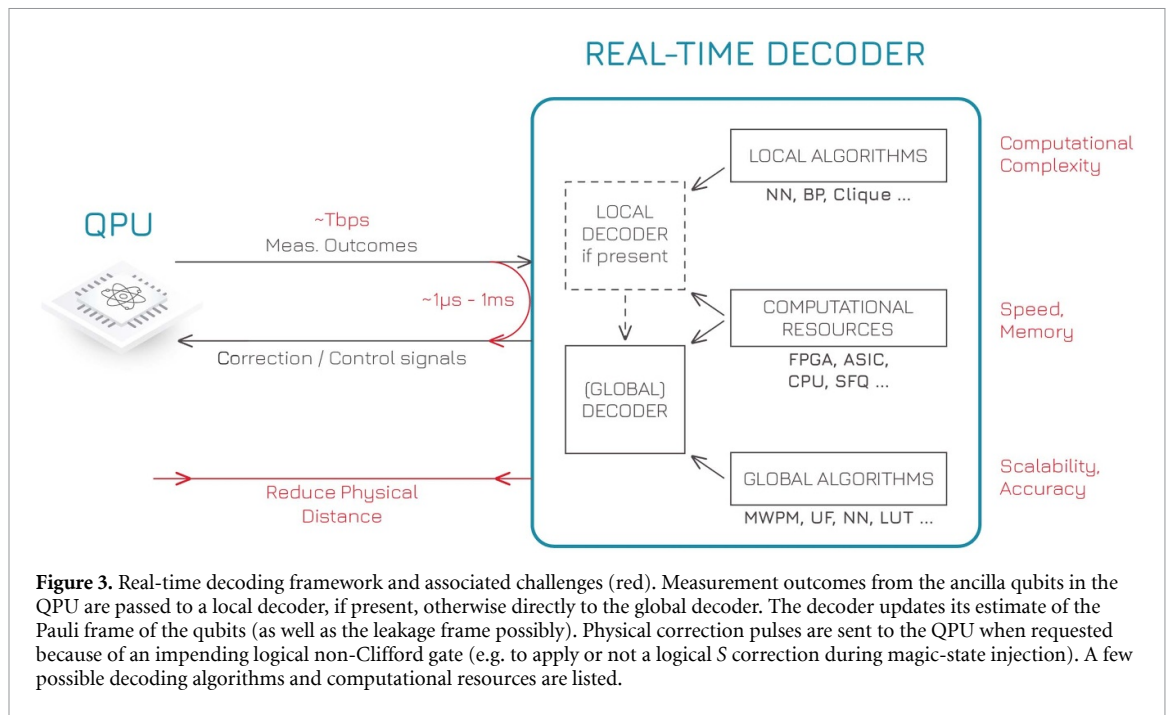 REAL-TIME DECODER
QPU
~Tbps
Meas. Outcomes
~1µs - 1ms
Correction / Control signals
Reduce Physical
Distance
LOCAL
DECODER
if present
(GLOBAL)
DECODER
LOCAL ALGORITHMS
NN, BP, Clique ...
COMPUTATIONAL
RESOURCES
FPGA, ASIC,
CPU, SFQ ...
GLOBAL ALGORITHMS
MWPM, UF, NN, LUT ...
Computational
Complexity
Speed,
Memory
Scalability,
Accuracy
Figure 3. Real-time decoding framework and associated challenges (red). Measurement outcomes from the ancilla qubits in the
QPU are passed to a local decoder, if present, otherwise directly to the global decoder. The decoder updates its estimate of the
Pauli frame of the qubits (as well as the leakage frame possibly). Physical correction pulses are sent to the QPU when requested
because of an impending logical non-Clifford gate (e.g. to apply or not a logical S correction during magic-state injection). A few
possible decoding algorithms and computational resources are listed.